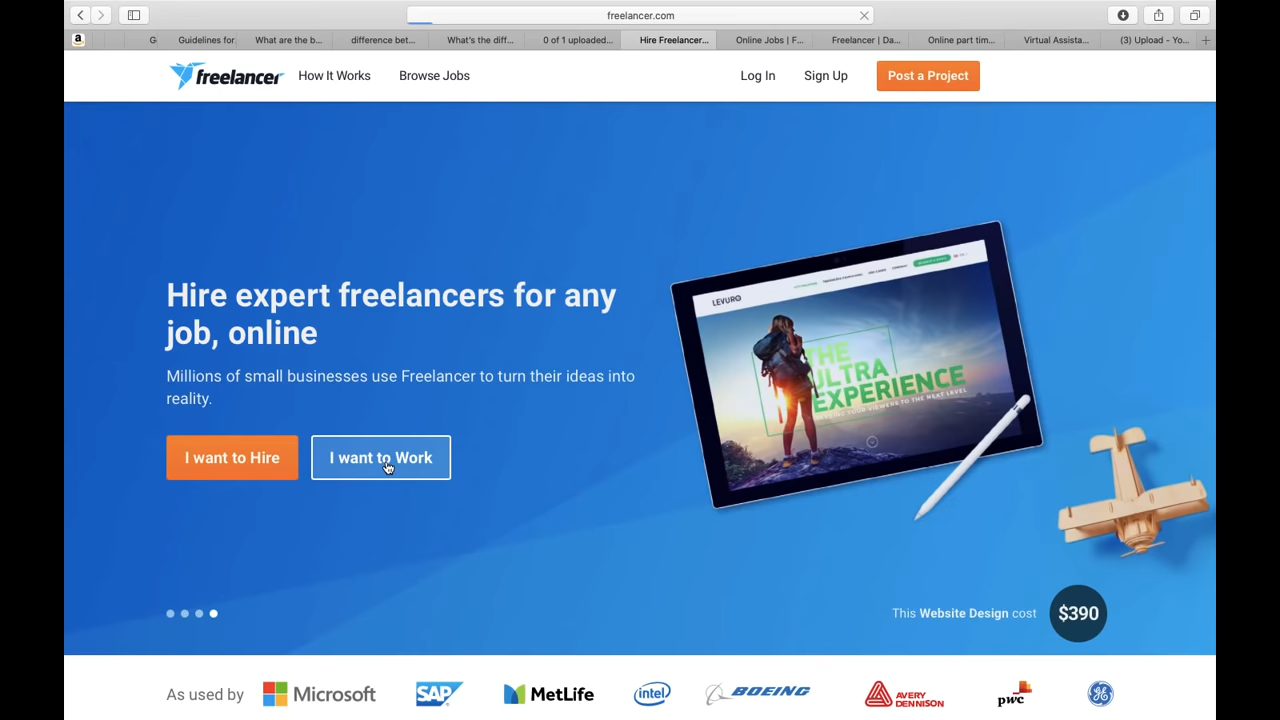 freelancer.com
G
Guidelines for
What are the b...
difference bet...
What's the diff...
0 of 1 uploaded...
Hire Freelancer...
Online Jobs | F...
Freelancer | Da...
Online part tim...
Virtual Assista...
(3) Upload - Yo...
freelancer
How It Works
Browse Jobs
Log In
Sign Up
Post a Project
LEVURO
THE
ULTRA
EXPERIENCE
Hire expert freelancers for any
job, online
Millions of small businesses use Freelancer to turn their ideas into
reality.
I want to Hire
I want to Work
This Website Design cost
$390
As used by
Microsoft
SAP
MetLife
intel
BOEING
AVERY
DENNISON
pwc